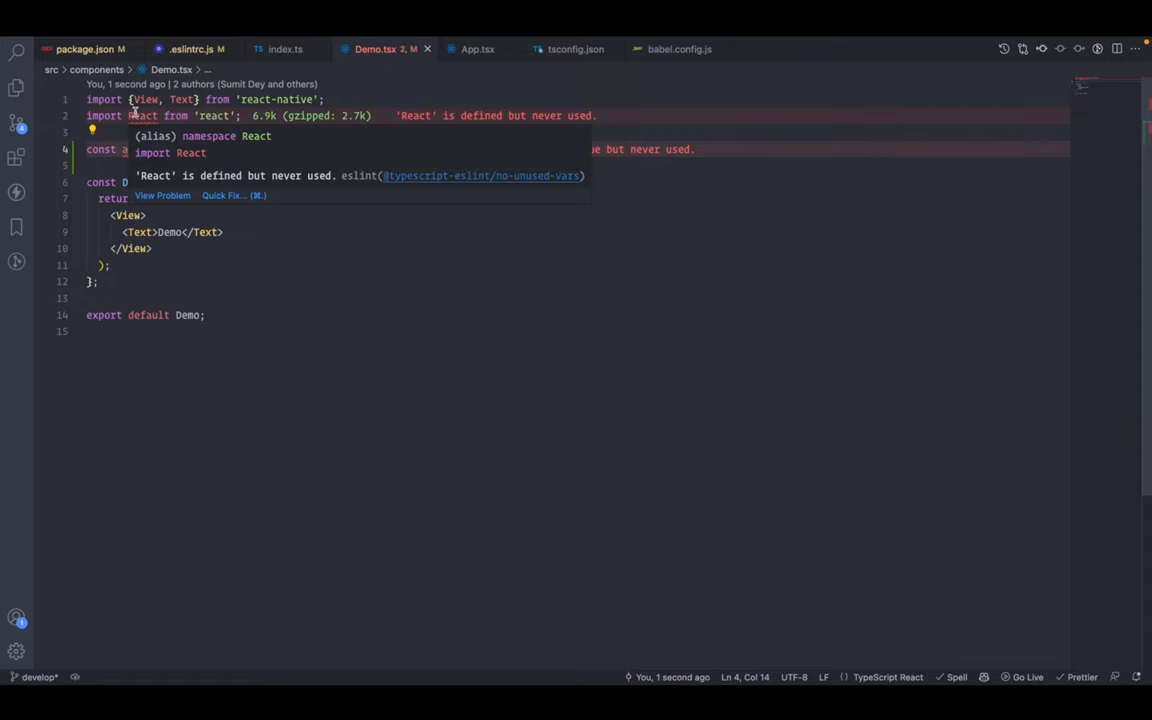 package.json M .eslintrc.js M index.ts Demo.tsx 2, M App.tsx tsconfig.json babel.config.js
src components Demo.tsx ...
You, 1 second ago | 2 authors (Sumit Dey and others)
1 import {View, Text} from 'react-native';
2 import React from 'react'; 6.9k (gzipped: 2.7k) 'React' is defined but never used.
3 (alias) namespace React
import React
4 const a ue but never used.
5 'React' is defined but never used. eslint(@typescript-eslint/no-unused-vars)
6 const D
View Problem Quick Fix... (⌘.)
7 retur
8 <View>
9 <Text>Demo</Text>
10 </View>
11 );
12 };
13
14 export default Demo;
15
4
1
develop* You, 1 second ago Ln 4, Col 14 UTF-8 LF TypeScript React Spell Go Live Prettier